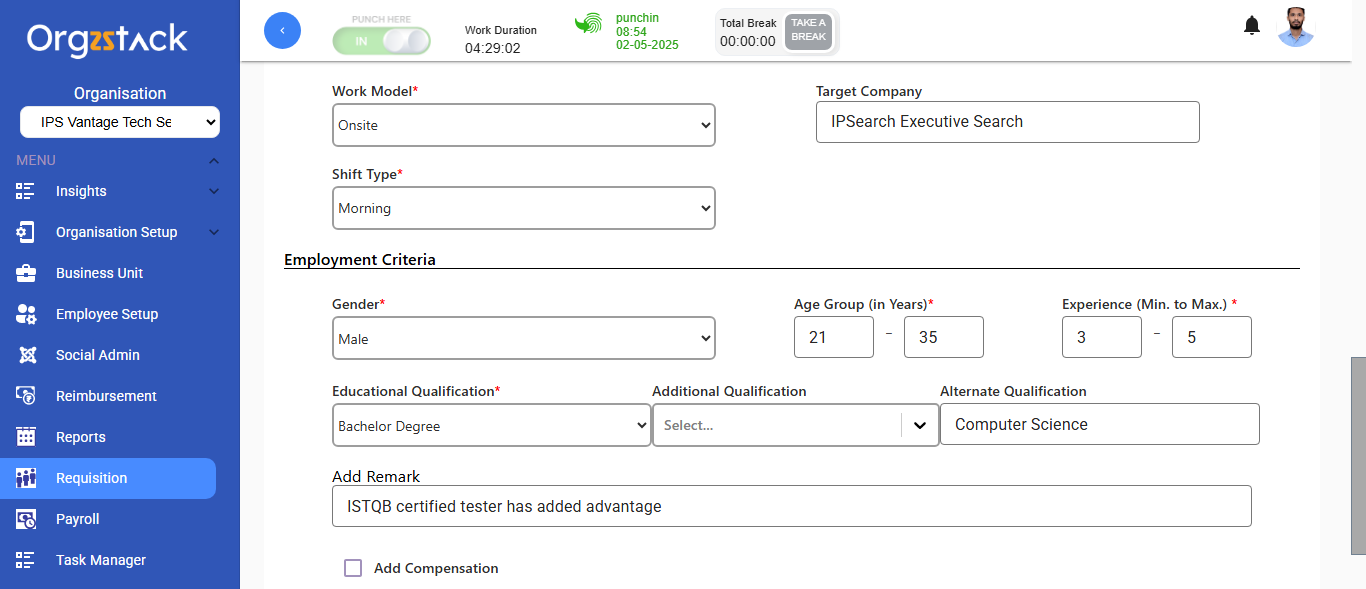 Orgzstack
Organisation
IPS Vantage Tech Se
MENU
Insights
Organisation Setup
Business Unit
Employee Setup
Social Admin
Reimbursement
Reports
Requisition
Payroll
Task Manager
‹
PUNCH HERE
IN
Work Duration
04:29:02
punchin
08:54
02-05-2025
Total Break
00:00:00
TAKE A
BREAK
Work Model*
Onsite
Target Company
IPSearch Executive Search
Shift Type*
Morning
Employment Criteria
Gender*
Male
Age Group (in Years)*
21 - 35
Experience (Min. to Max.) *
3 - 5
Educational Qualification*
Bachelor Degree
Additional Qualification
Select...
Alternate Qualification
Computer Science
Add Remark
ISTQB certified tester has added advantage
Add Compensation